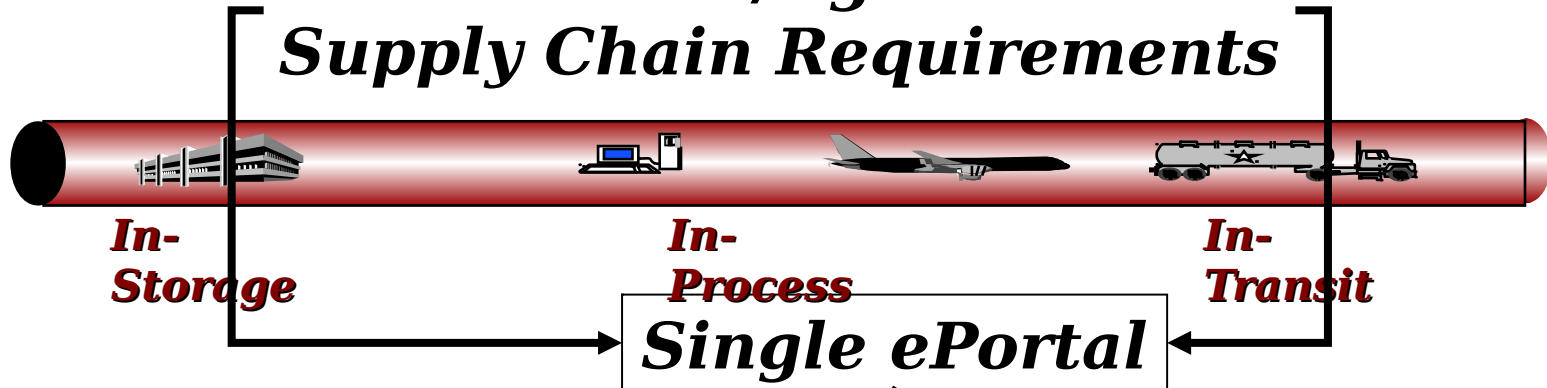 Supply Chain Requirements
In-
Storage
In-
Process
In-
Transit
Single ePortal